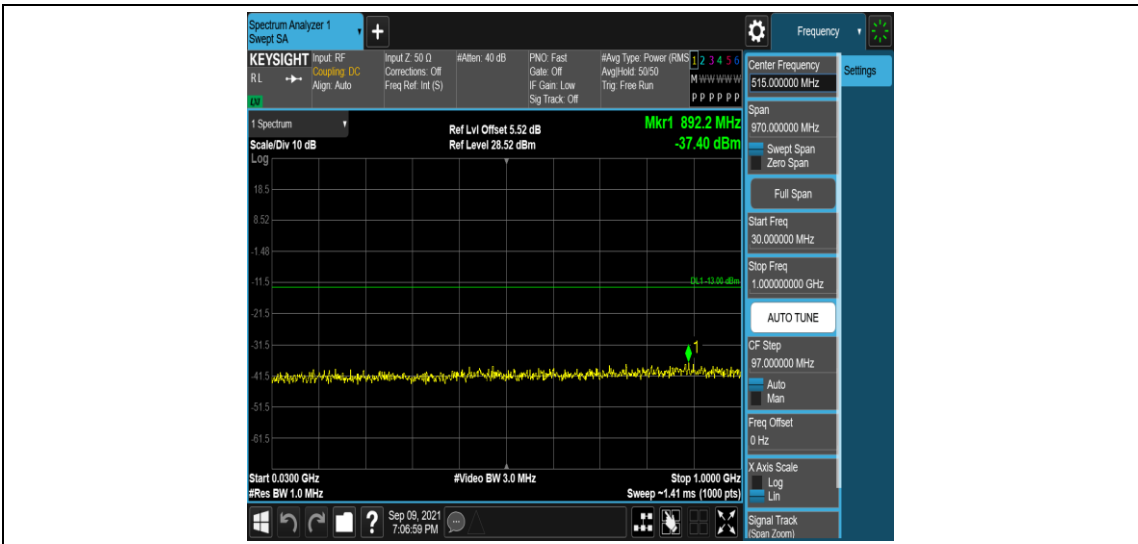 Spectrum Analyzer 1
Swept SA
+
Frequency
KEYSIGHT
Input: RF
Coupling: DC
Align: Auto
RL
LXI
Input Z: 50 Ω
Corrections: Off
Freq Ref: Int (S)
#Atten: 40 dB
PNO: Fast
Gate: Off
IF Gain: Low
Sig Track: Off
#Avg Type: Power (RMS
Avg|Hold: 50/50
Trig: Free Run
1 2 3 4 5 6
M W W W W W
P P P P P P
1 Spectrum
Scale/Div 10 dB
Log
Ref Lvl Offset 5.52 dB
Ref Level 28.52 dBm
Mkr1 892.2 MHz
-37.40 dBm
18.5
8.52
-1.48
-11.5
DL1 -13.00 dBm
-21.5
-31.5
1
-41.5
-51.5
-61.5
Start 0.0300 GHz
#Res BW 1.0 MHz
#Video BW 3.0 MHz
Stop 1.0000 GHz
Sweep ~1.41 ms (1000 pts)
?
Sep 09, 2021
7:06:59 PM
Center Frequency
515.000000 MHz
Settings
Span
970.000000 MHz
Swept Span
Zero Span
Full Span
Start Freq
30.000000 MHz
Stop Freq
1.000000000 GHz
AUTO TUNE
CF Step
97.000000 MHz
Auto
Man
Freq Offset
0 Hz
X Axis Scale
Log
Lin
Signal Track
(Span Zoom)